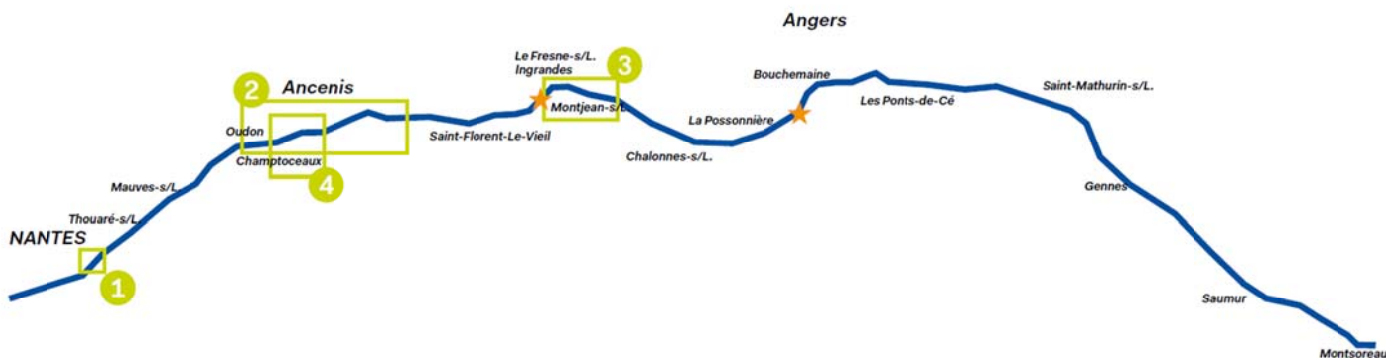 Angers
Le Fresne-s/L.
Ingrandes
3
Bouchemaine
2
Ancenis
Saint-Mathurin-s/L.
Montjean-s/L
Les Ponts-de-Cé
La Possonnière
Oudon
Saint-Florent-Le-Vieil
Champtoceaux
Chalonnes-s/L.
4
Mauves-s/L.
Gennes
Thouaré-s/L.
NANTES
1
Saumur
Montsoreau